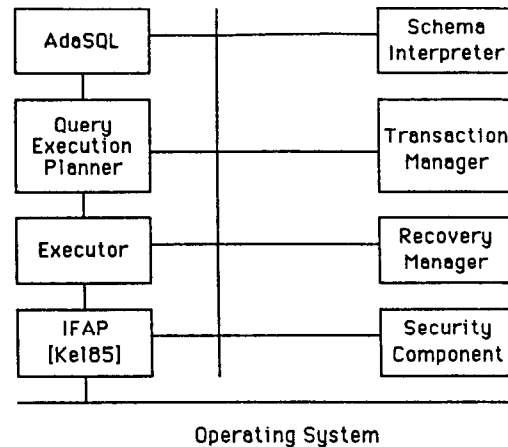 AdaSQL
Schema
Interpreter
Query
Execution
Planner
Transaction
Manager
Executor
Recovery
Manager
IFAP
[Kel85]
Security
Component
Operating System